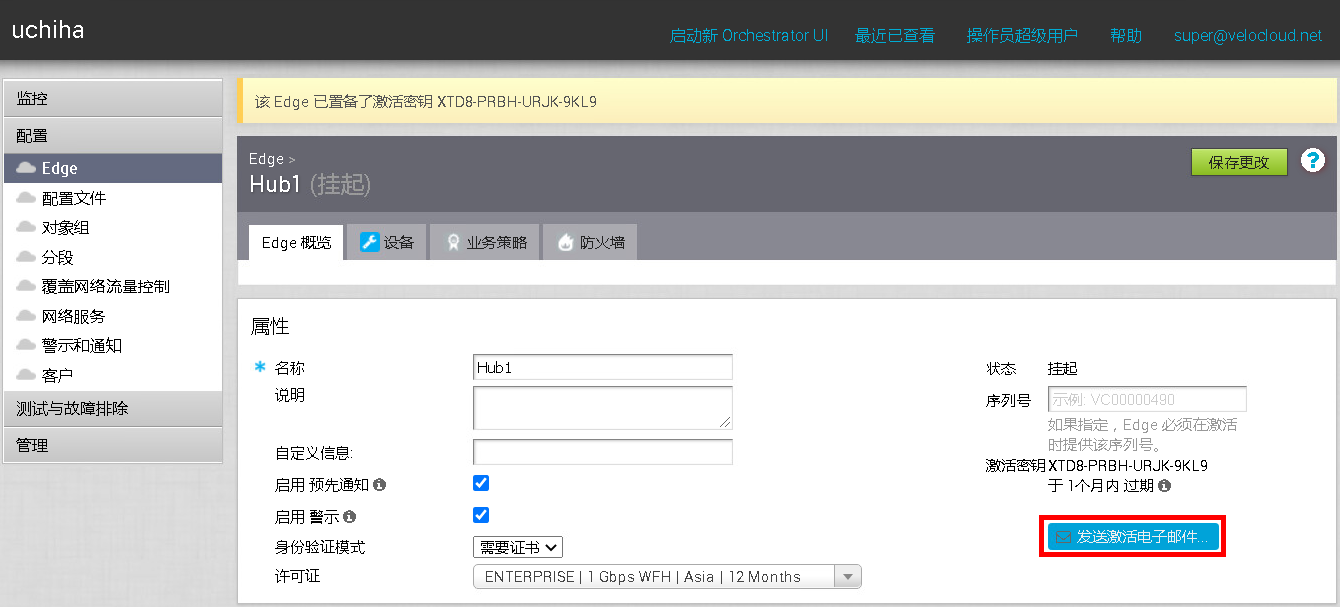 uchiha
启动新 Orchestrator UI 最近已查看 操作员超级用户 帮助 super@velocloud.net
监控
配置
Edge
配置文件
对象组
分段
覆盖网络流量控制
网络服务
警示和通知
客户
测试与故障排除
管理
该 Edge 已置备了激活密钥 XTD8-PRBH-URJK-9KL9
Edge >
Hub1 (挂起)
保存更改 ?
Edge 概览 设备 业务策略 防火墙
属性
* 名称 Hub1
说明
自定义信息:
启用 预先通知
启用 警示
身份验证模式 需要证书
许可证 ENTERPRISE | 1 Gbps WFH | Asia | 12 Months
状态 挂起
序列号 示例: VC00000490
如果指定，Edge 必须在激活
时提供该序列号。
激活密钥 XTD8-PRBH-URJK-9KL9
于 1个月内 过期
发送激活电子邮件...